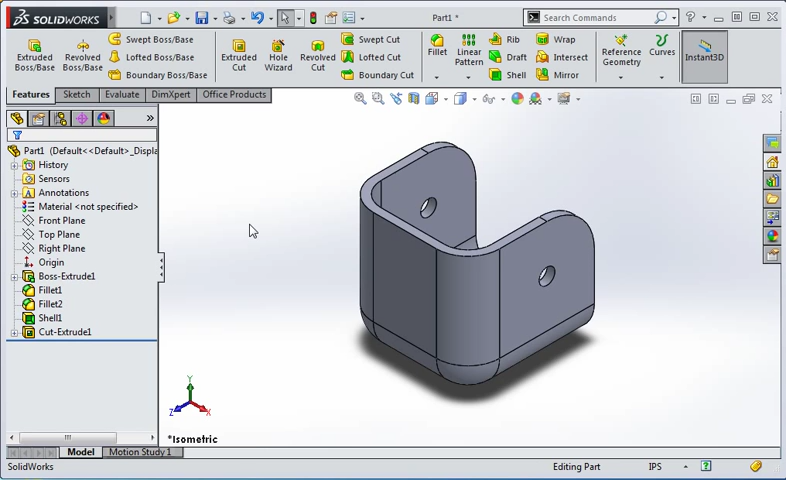 SOLIDWORKS
Part1 *
Search Commands
Extruded Boss/Base
Revolved Boss/Base
Swept Boss/Base
Lofted Boss/Base
Boundary Boss/Base
Extruded Cut
Hole Wizard
Revolved Cut
Swept Cut
Lofted Cut
Boundary Cut
Fillet
Linear Pattern
Rib
Draft
Shell
Wrap
Intersect
Mirror
Reference Geometry
Curves
Instant3D
Features
Sketch
Evaluate
DimXpert
Office Products
Part1 (Default<<Default>_Displa
History
Sensors
Annotations
Material <not specified>
Front Plane
Top Plane
Right Plane
Origin
Boss-Extrude1
Fillet1
Fillet2
Shell1
Cut-Extrude1
Y
Z
X
*Isometric
Model
Motion Study 1
SolidWorks
Editing Part
IPS